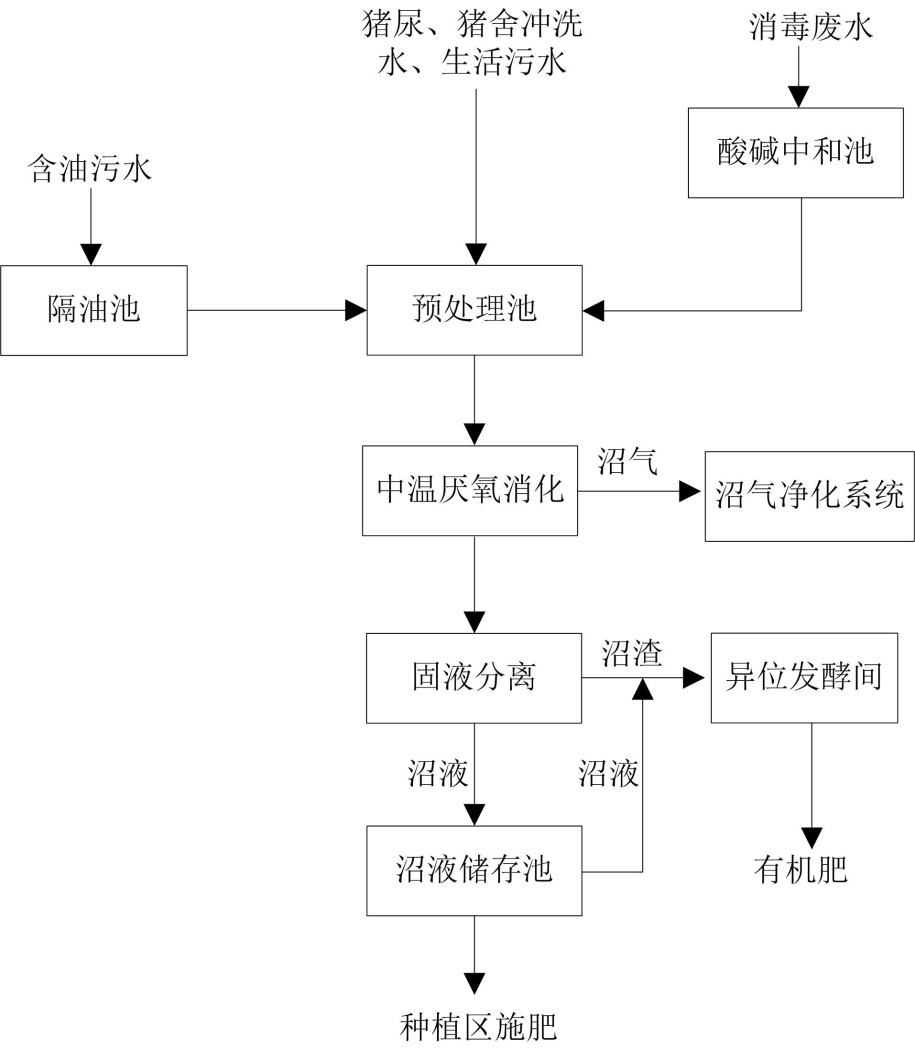 猪尿、猪舍冲洗
水、生活污水
消毒废水
酸碱中和池
含油污水
隔油池
预处理池
中温厌氧消化
沼气
沼气净化系统
固液分离
沼渣
异位发酵间
沼液
沼液
沼液储存池
有机肥
种植区施肥